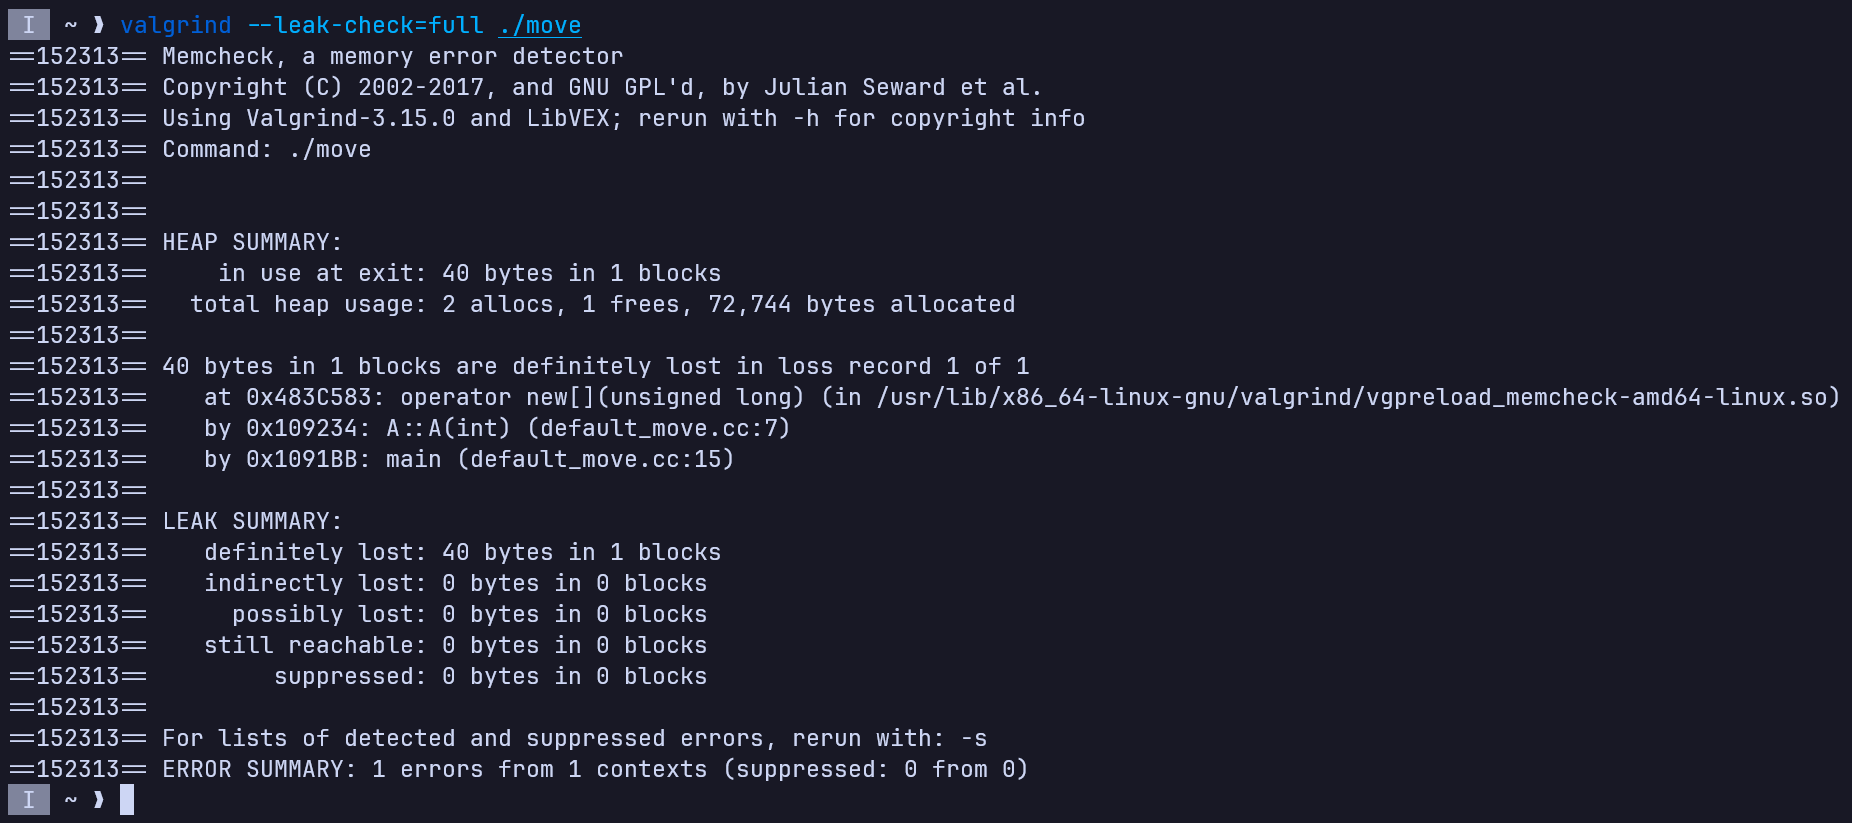 I ~ ❱ valgrind --leak-check=full ./move
==152313== Memcheck, a memory error detector
==152313== Copyright (C) 2002-2017, and GNU GPL'd, by Julian Seward et al.
==152313== Using Valgrind-3.15.0 and LibVEX; rerun with -h for copyright info
==152313== Command: ./move
==152313==
==152313==
==152313== HEAP SUMMARY:
==152313==     in use at exit: 40 bytes in 1 blocks
==152313==   total heap usage: 2 allocs, 1 frees, 72,744 bytes allocated
==152313==
==152313== 40 bytes in 1 blocks are definitely lost in loss record 1 of 1
==152313==    at 0x483C583: operator new[](unsigned long) (in /usr/lib/x86_64-linux-gnu/valgrind/vgpreload_memcheck-amd64-linux.so)
==152313==    by 0x109234: A::A(int) (default_move.cc:7)
==152313==    by 0x1091BB: main (default_move.cc:15)
==152313==
==152313== LEAK SUMMARY:
==152313==    definitely lost: 40 bytes in 1 blocks
==152313==    indirectly lost: 0 bytes in 0 blocks
==152313==      possibly lost: 0 bytes in 0 blocks
==152313==    still reachable: 0 bytes in 0 blocks
==152313==         suppressed: 0 bytes in 0 blocks
==152313==
==152313== For lists of detected and suppressed errors, rerun with: -s
==152313== ERROR SUMMARY: 1 errors from 1 contexts (suppressed: 0 from 0)
I ~ ❱